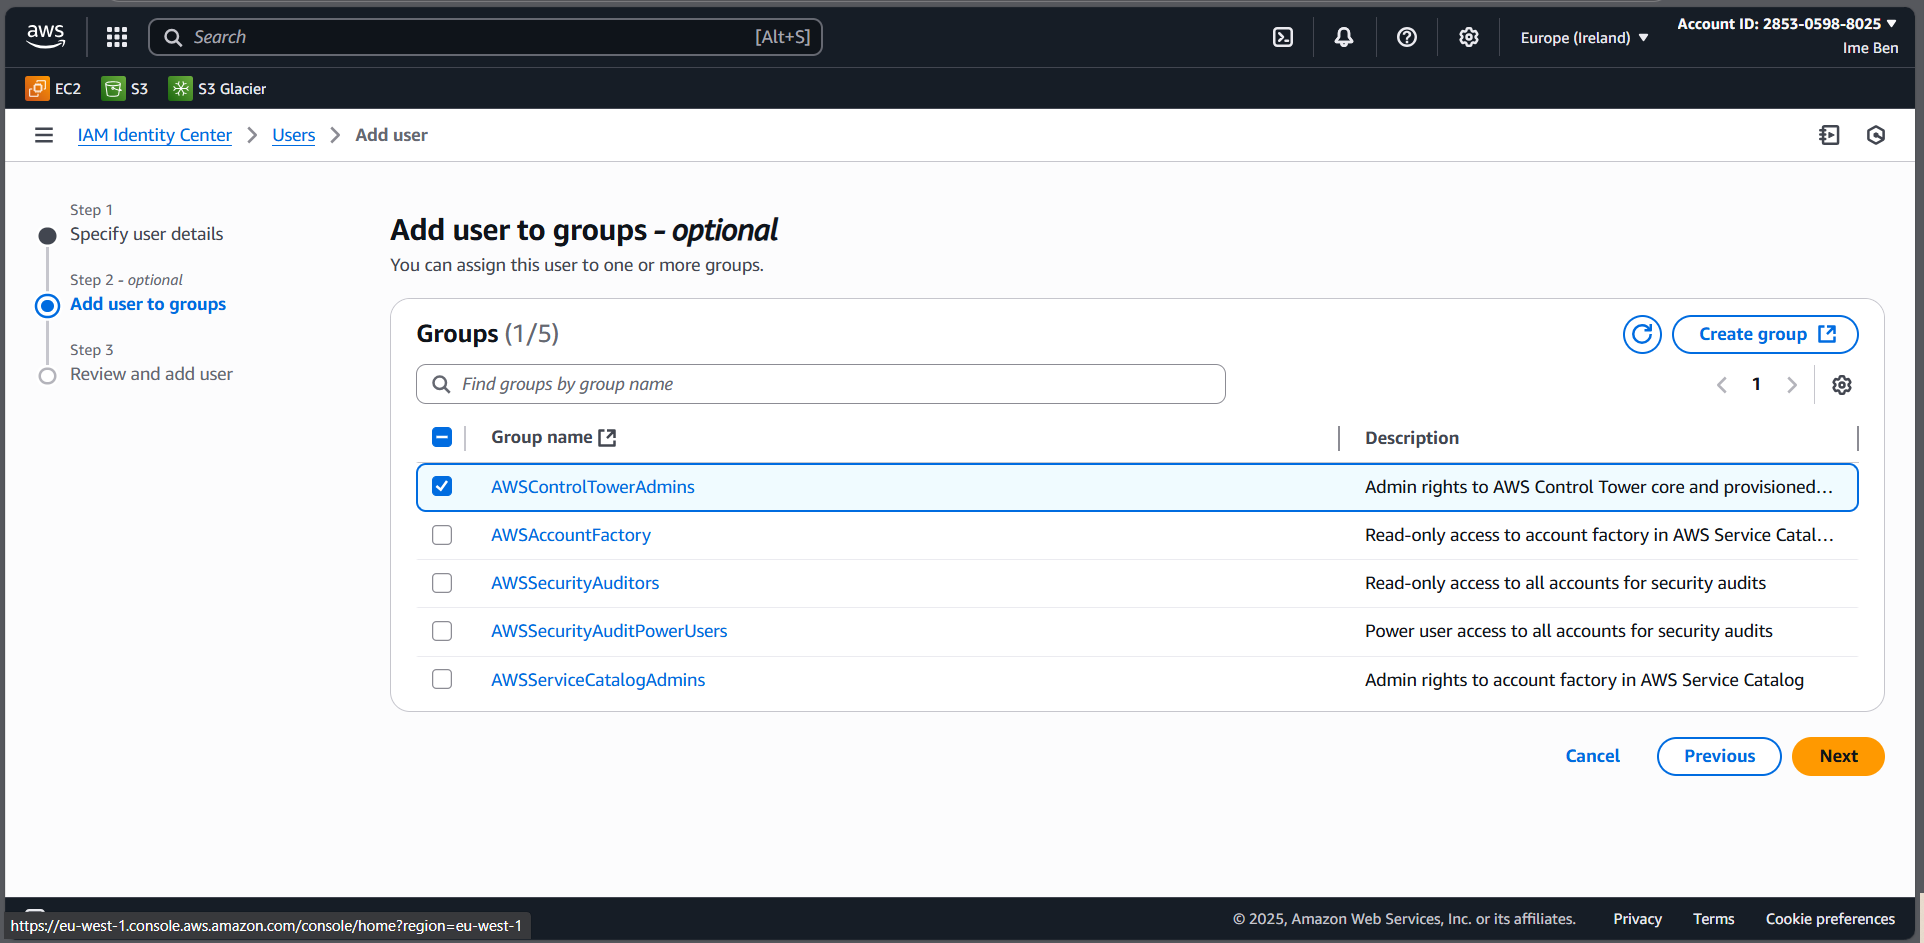 aws
Search [Alt+S]
Europe (Ireland)
Account ID: 2853-0598-8025
Ime Ben
EC2 S3 S3 Glacier
IAM Identity Center Users Add user
Step 1
Specify user details
Step 2 - optional
Add user to groups
Step 3
Review and add user
Add user to groups - optional
You can assign this user to one or more groups.
Groups (1/5)
Create group
Find groups by group name
1
Group name Description
AWSControlTowerAdmins Admin rights to AWS Control Tower core and provisioned...
AWSAccountFactory Read-only access to account factory in AWS Service Catal...
AWSSecurityAuditors Read-only access to all accounts for security audits
AWSSecurityAuditPowerUsers Power user access to all accounts for security audits
AWSServiceCatalogAdmins Admin rights to account factory in AWS Service Catalog
Cancel Previous Next
https://eu-west-1.console.aws.amazon.com/console/home?region=eu-west-1
© 2025, Amazon Web Services, Inc. or its affiliates. Privacy Terms Cookie preferences